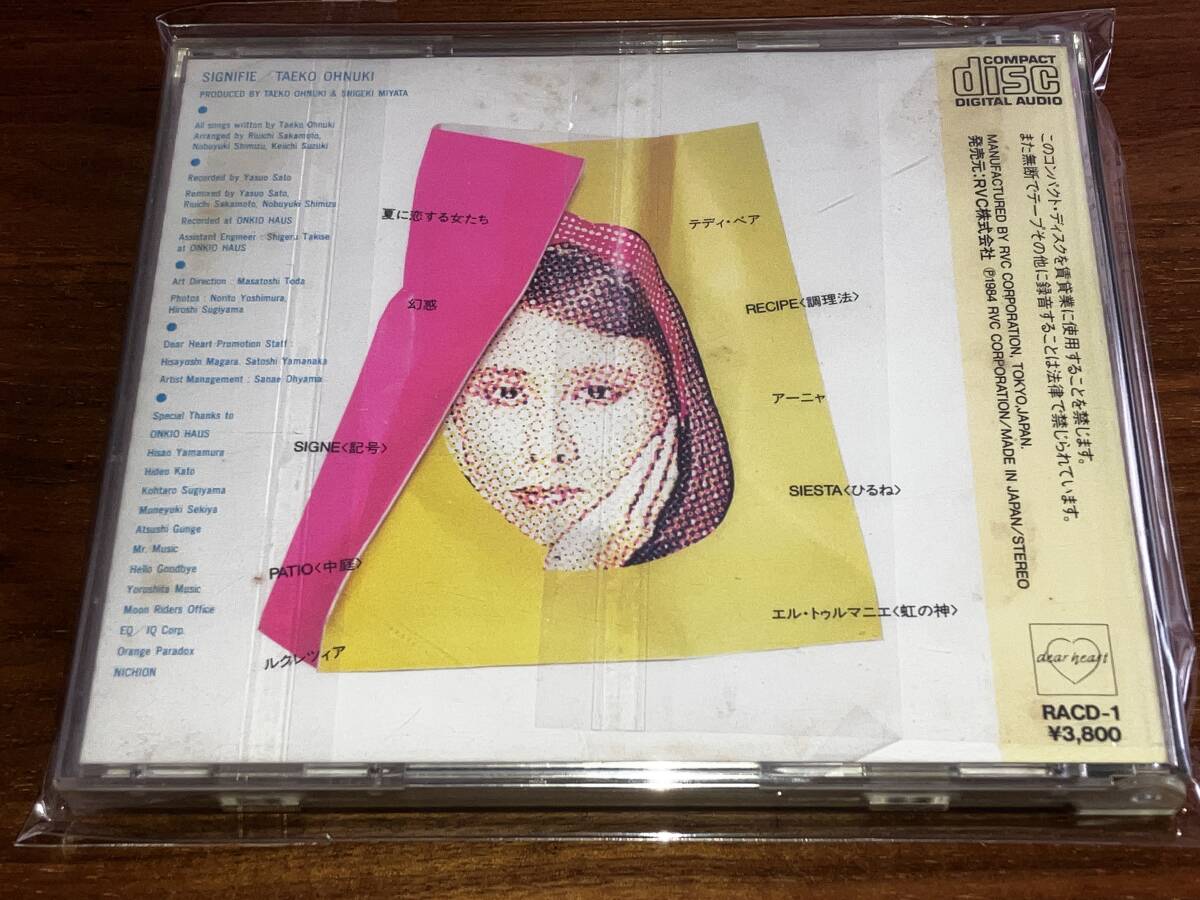 SIGNIFIE／TAEKO OHNUKI
PRODUCED BY TAEKO OHNUKI & SHIGEKI MIYATA
All songs written by Taeko Ohnuki
Arranged by Riuichi Sakamoto,
Nobuyuki Shimizu, Keiichi Suzuki
Recorded by Yasuo Sato
Remixed by Yasuo Sato,
Riuichi Sakamoto, Nobuyuki Shimizu
Recorded at ONKIO HAUS
Assistant Engineer : Shigeru Takise
at ONKIO HAUS
Art Direction : Masatoshi Toda
Photos : Norito Yoshimura,
Hiroshi Sugiyama
Dear Heart Promotion Staff :
Hisayoshi Magara, Satoshi Yamanaka
Artist Management : Sanae Ohyama
Special Thanks to
ONKIO HAUS
Hisao Yamamura
Hideo Kato
Kohtaro Sugiyama
Muneyuki Sekiya
Atsushi Gunge
Mr. Music
Hello Goodbye
Yoroshita Music
Moon Riders Office
EQ／IQ Corp.
Orange Paradox
NICHION
夏に恋する女たち
幻惑
SIGNE〈記号〉
PATIO〈中庭〉
ルクレツィア
テディ・ベア
RECIPE〈調理法〉
アーニャ
SIESTA〈ひるね〉
エル・トゥルマニエ〈虹の神〉
COMPACT
disc
DIGITAL AUDIO
このコンパクト・ディスクを賃貸業に使用することを禁じます。
また無断でテープその他に録音することは法律で禁じられています。
MANUFACTURED BY RVC CORPORATION, TOKYO, JAPAN.
発売元：RVC株式会社 ℗1984 RVC CORPORATION/MADE IN JAPAN/STEREO
dear heart
RACD-1
¥3,800